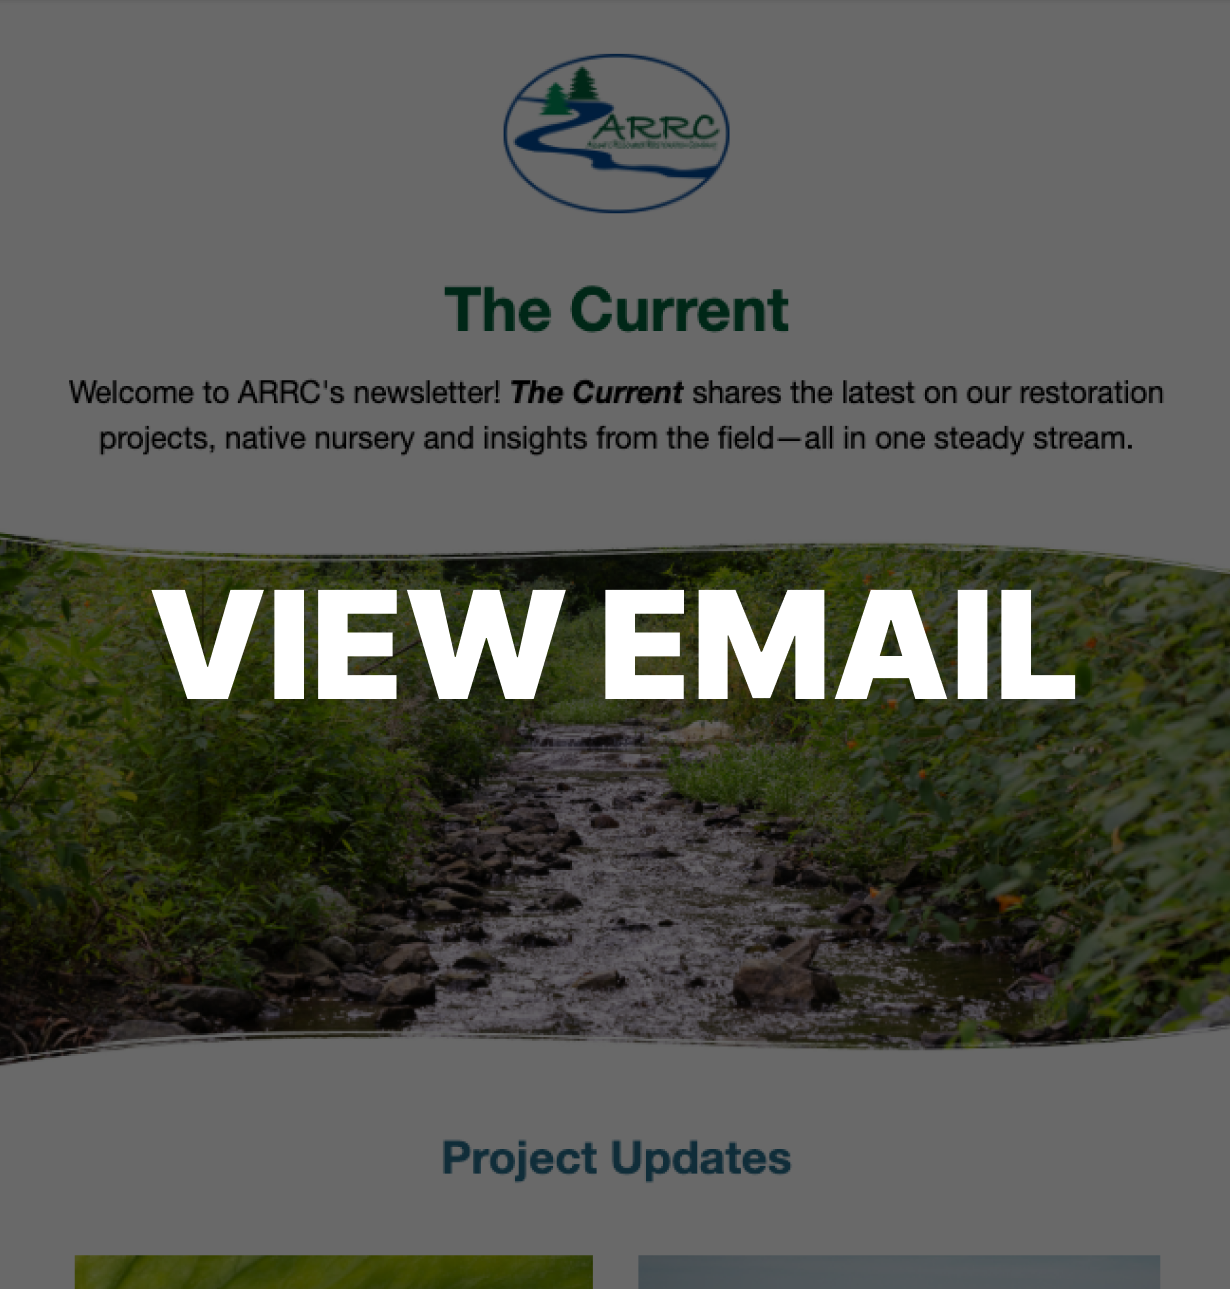 ARRC
The Current
Welcome to ARRC's newsletter! The Current shares the latest on our restoration
projects, native nursery and insights from the field—all in one steady stream.
VIEW EMAIL
Project Updates